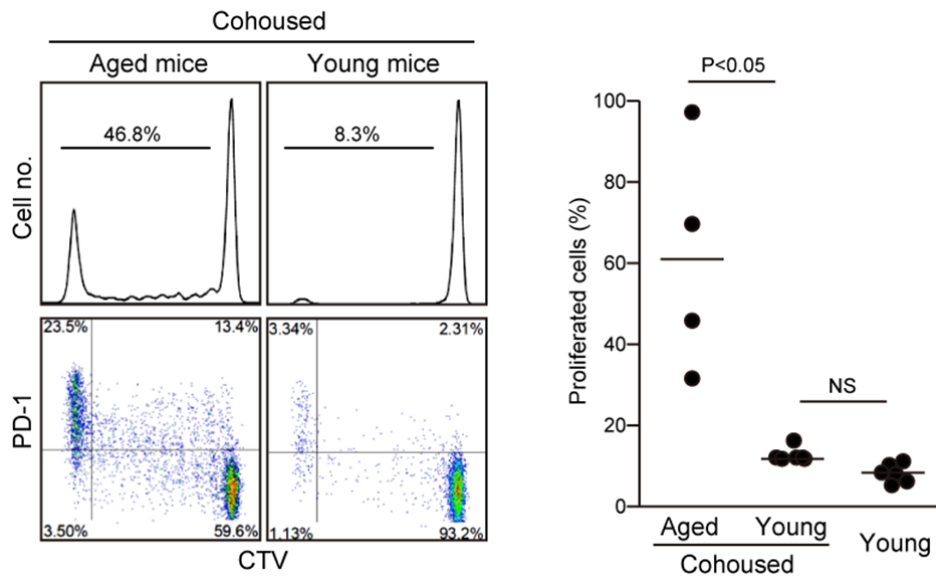 Cohoused
Aged mice Young mice
Cell no.
46.8% 8.3%
PD-1
23.5% 13.4% 3.34% 2.31%
3.50% 59.6% 1.13% 93.2%
CTV
P<0.05
NS
Proliferated cells (%)
100
80
60
40
20
0
Aged Young Young
Cohoused